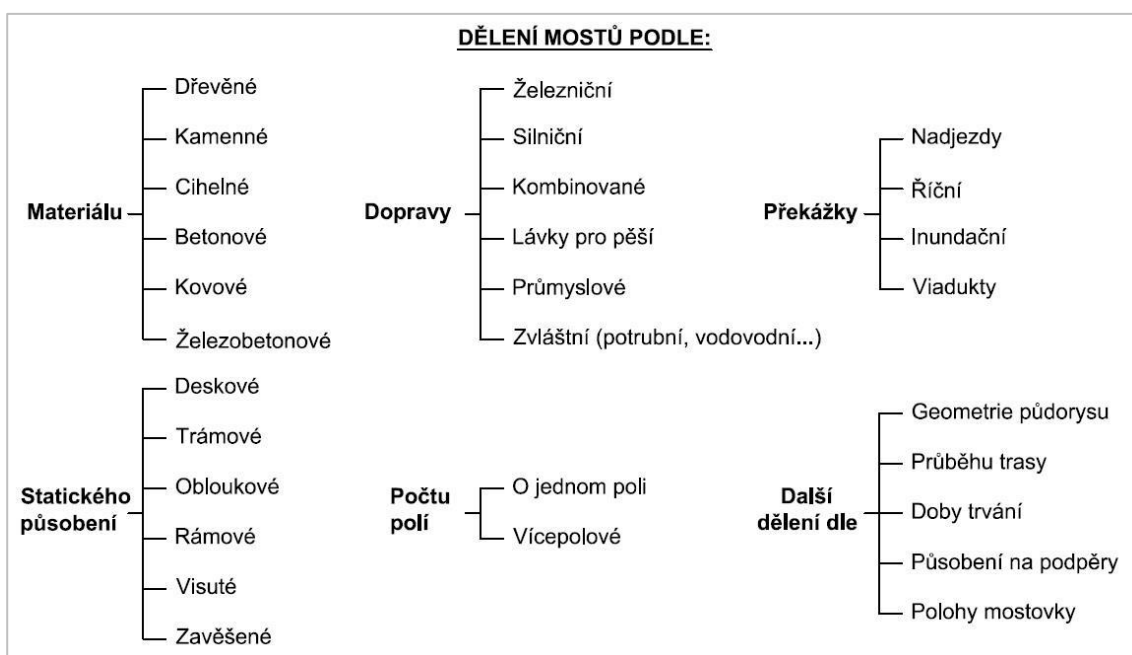 DĚLENÍ MOSTŮ PODLE:
Materiálu
Dřevěné
Kamenné
Cihelné
Betonové
Kovové
Železobetonové
Dopravy
Železniční
Silniční
Kombinované
Lávky pro pěší
Průmyslové
Zvláštní (potrubní, vodovodní...)
Překážky
Nadjezdy
Říční
Inundační
Viadukty
Statického
působení
Deskové
Trámové
Obloukové
Rámové
Visuté
Zavěšené
Počtu
polí
O jednom poli
Vícepolové
Další
dělení dle
Geometrie půdorysu
Průběhu trasy
Doby trvání
Působení na podpěry
Polohy mostovky